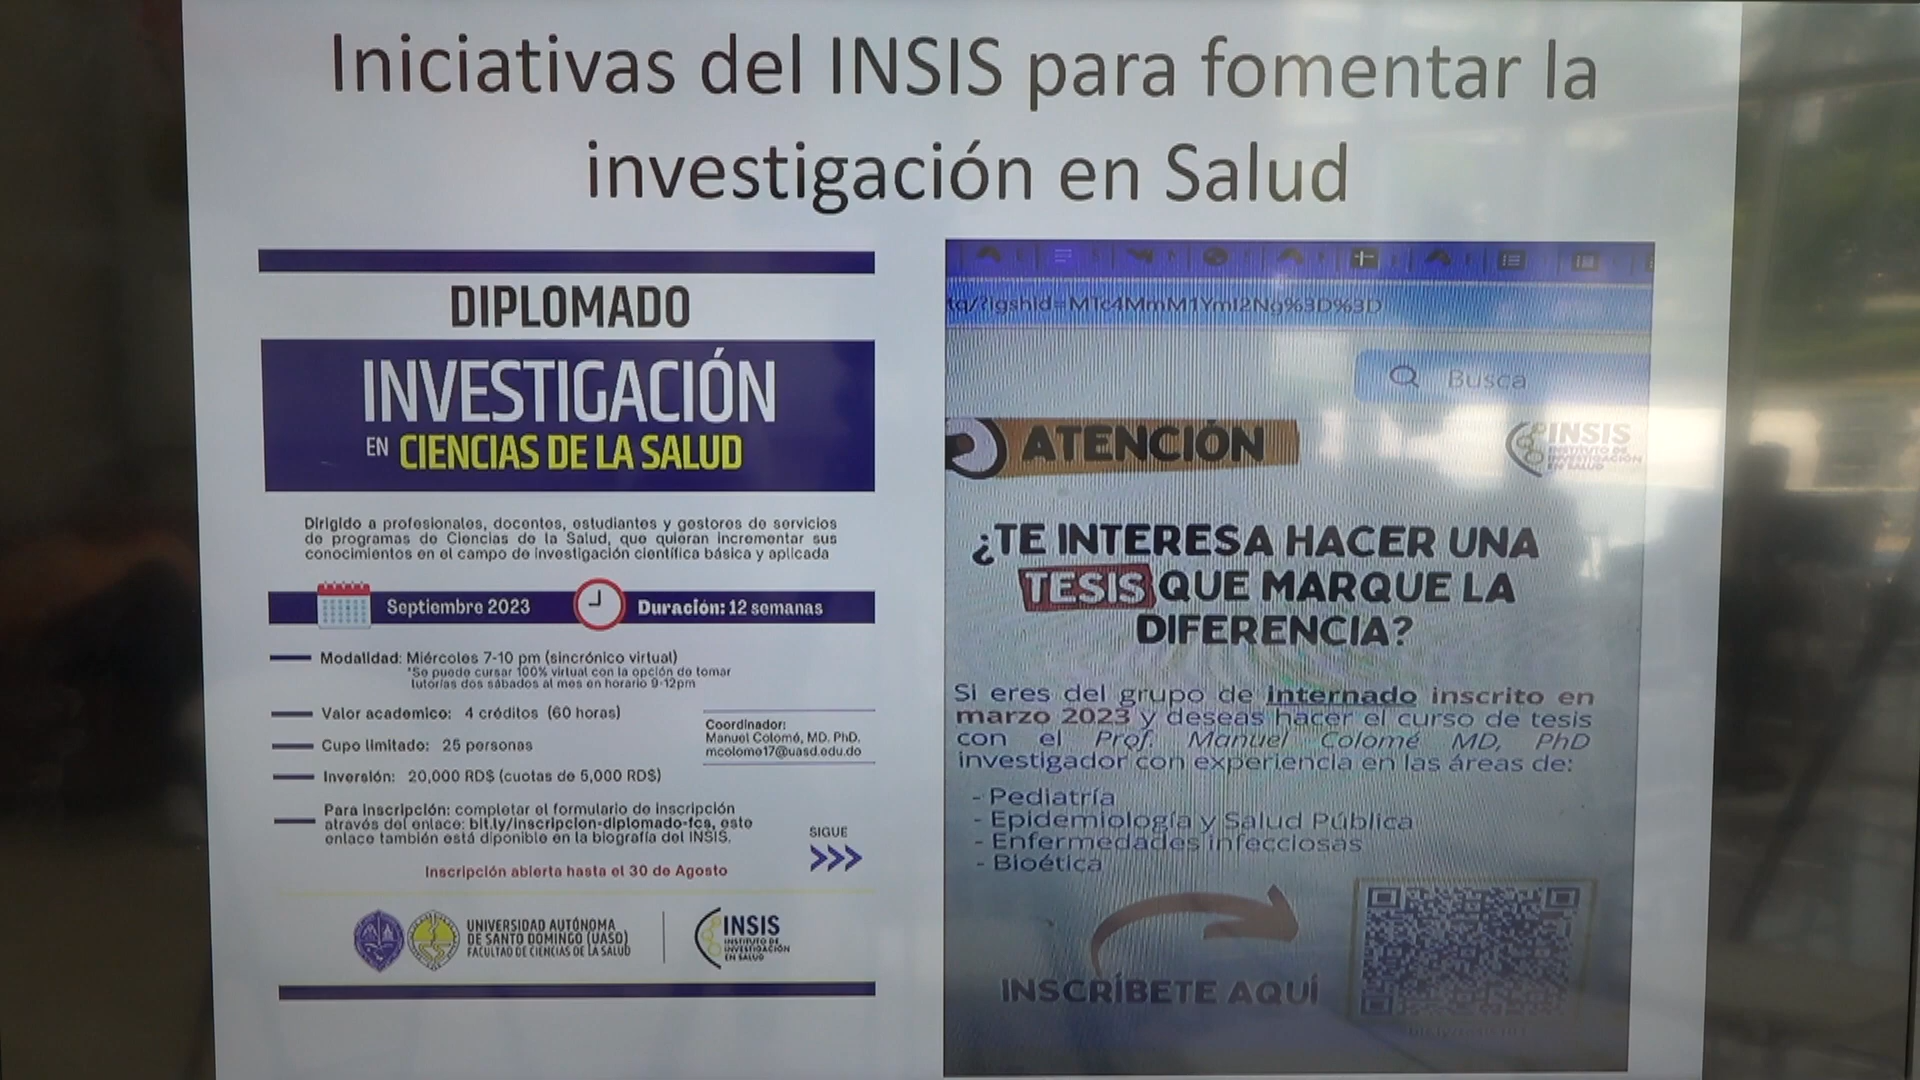 Iniciativas del INSIS para fomentar la
investigación en Salud
DIPLOMADO
INVESTIGACIÓN
EN CIENCIAS DE LA SALUD
Dirigido a profesionales, docentes, estudiantes y gestores de servicios
de programas de Ciencias de la Salud, que quieran incrementar sus
conocimientos en el campo de investigación científica básica y aplicada
Septiembre 2023
Duración: 12 semanas
Modalidad: Miércoles 7-10 pm (sincrónico virtual)
*Se puede cursar 100% virtual con la opción de tomar
tutorías dos sábados al mes en horario 9-12pm
Valor academico: 4 créditos (60 horas)
Cupo limitado: 25 personas
Inversión: 20,000 RD$ (cuotas de 5,000 RD$)
Coordinador:
Manuel Colomé, MD. PhD.
mcolome17@uasd.edu.do
Para Inscripción: completar el formulario de inscripción
através del enlace: bit.ly/inscripcion-diplomado-fcs, este
enlace también está diponible en la biografía del INSIS.
SIGUE
Inscripción abierta hasta el 30 de Agosto
UNIVERSIDAD AUTÓNOMA
DE SANTO DOMINGO (UASD)
FACULTAD DE CIENCIAS DE LA SALUD
INSIS
INSTITUTO DE
INVESTIGACIÓN
EN SALUD
tq/?igshid=MTc4MmM1YmI2Ng%3D%3D
Busca
ATENCIÓN
INSIS
INSTITUTO DE
INVESTIGACIÓN
EN SALUD
¿TE INTERESA HACER UNA
TESIS QUE MARQUE LA
DIFERENCIA?
Si eres del grupo de internado inscrito en
marzo 2023 y deseas hacer el curso de tesis
con el Prof. Manuel Colomé MD, PhD
investigador con experiencia en las áreas de:
- Pediatría
- Epidemiología y Salud Pública
- Enfermedades infecciosas
- Bioética
INSCRÍBETE AQUÍ